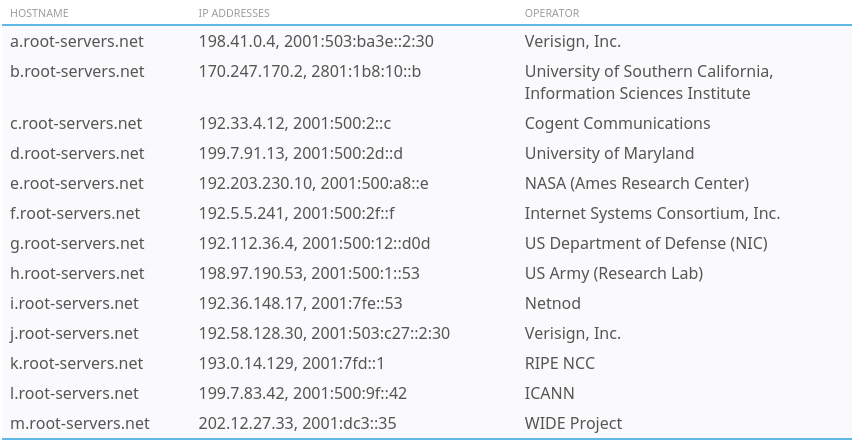 HOSTNAME IP ADDRESSES OPERATOR
a.root-servers.net 198.41.0.4, 2001:503:ba3e::2:30 Verisign, Inc.
b.root-servers.net 170.247.170.2, 2801:1b8:10::b University of Southern California,
Information Sciences Institute
c.root-servers.net 192.33.4.12, 2001:500:2::c Cogent Communications
d.root-servers.net 199.7.91.13, 2001:500:2d::d University of Maryland
e.root-servers.net 192.203.230.10, 2001:500:a8::e NASA (Ames Research Center)
f.root-servers.net 192.5.5.241, 2001:500:2f::f Internet Systems Consortium, Inc.
g.root-servers.net 192.112.36.4, 2001:500:12::d0d US Department of Defense (NIC)
h.root-servers.net 198.97.190.53, 2001:500:1::53 US Army (Research Lab)
i.root-servers.net 192.36.148.17, 2001:7fe::53 Netnod
j.root-servers.net 192.58.128.30, 2001:503:c27::2:30 Verisign, Inc.
k.root-servers.net 193.0.14.129, 2001:7fd::1 RIPE NCC
l.root-servers.net 199.7.83.42, 2001:500:9f::42 ICANN
m.root-servers.net 202.12.27.33, 2001:dc3::35 WIDE Project